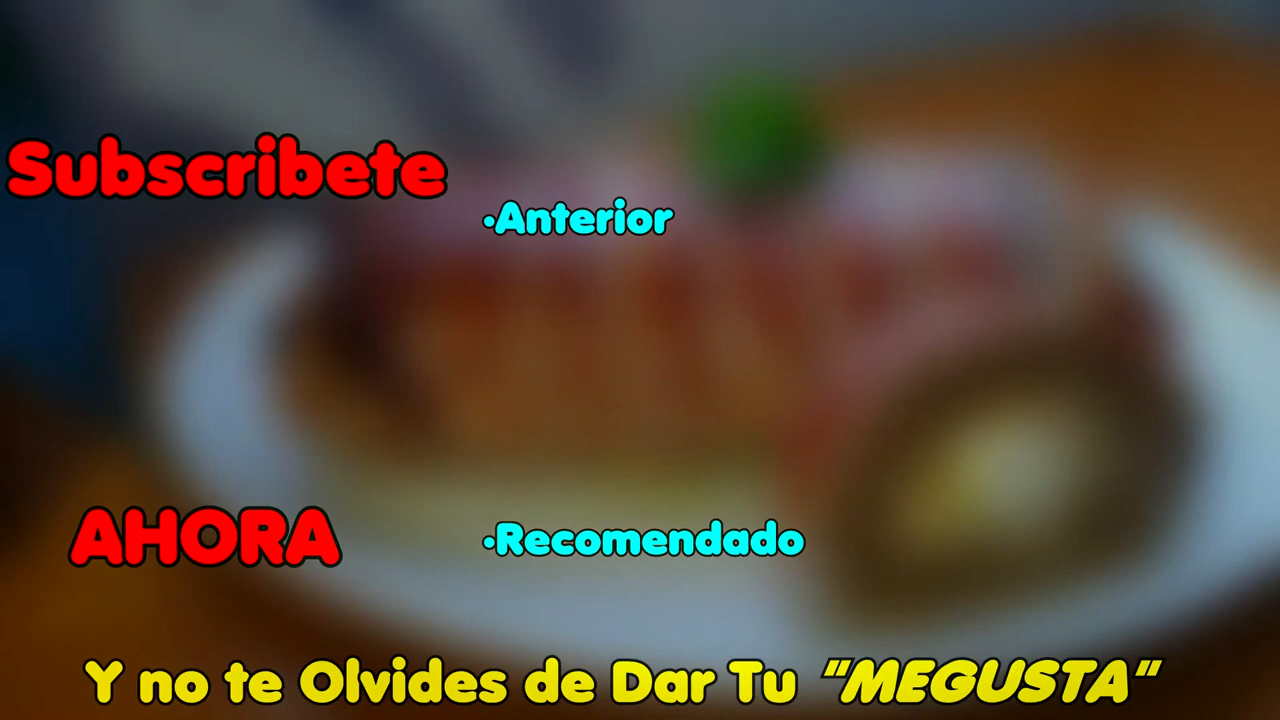 Subscribete
•Anterior
AHORA
•Recomendado
Y no te Olvides de Dar Tu "MEGUSTA"